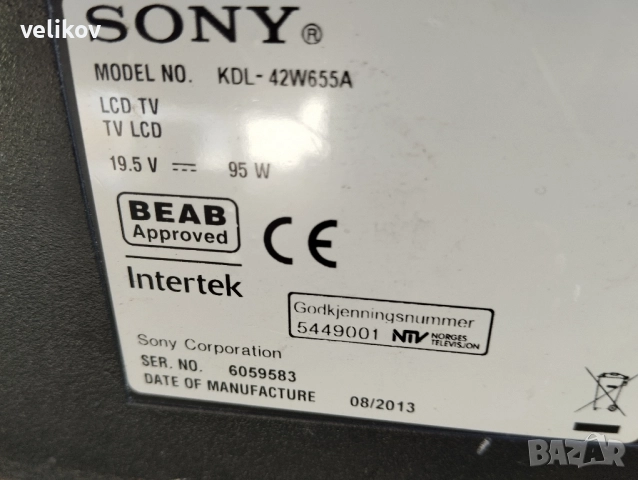 velikov
SONY®
MODEL NO. KDL-42W655A
LCD TV
TV LCD
19.5 V ⎓ 95 W
BEAB
Approved
CE
Intertek
Godkjenningsnummer
5449001 NTV NORGES
TELEVISJON
Sony Corporation
SER. NO. 6059583
DATE OF MANUFACTURE 08/2013
BAZAR